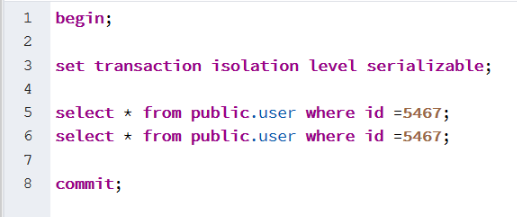 1 begin;
2
3 set transaction isolation level serializable;
4
5 select * from public.user where id =5467;
6 select * from public.user where id =5467;
7
8 commit;